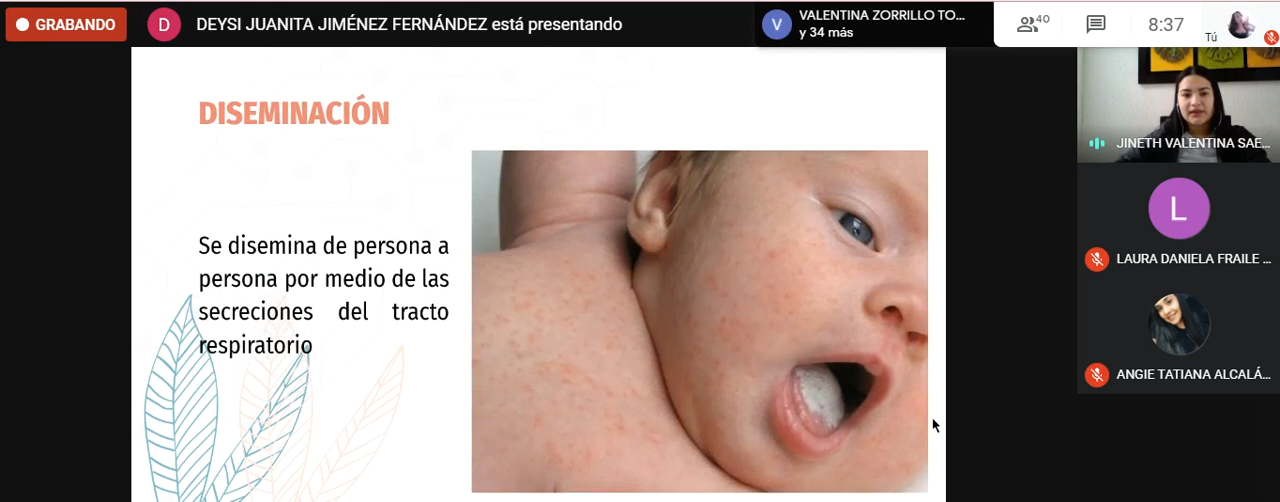 GRABANDO
D
DEYSI JUANITA JIMÉNEZ FERNÁNDEZ está presentando
V
VALENTINA ZORRILLO TO...
y 34 más
40
8:37
Tú
DISEMINACIÓN
Se disemina de persona a
persona por medio de las
secreciones del tracto
respiratorio
JINETH VALENTINA SAE...
L
LAURA DANIELA FRAILE ...
ANGIE TATIANA ALCALÁ...